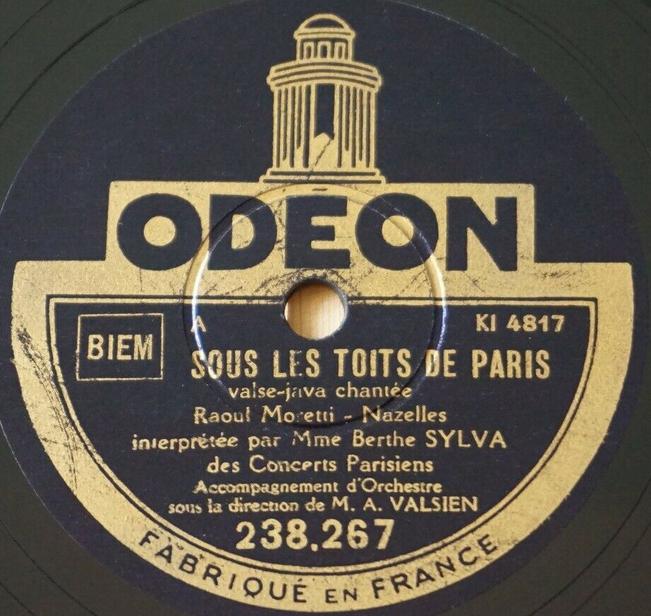 ODÉON
BIEM
A
KI 4817
SOUS LES TOITS DE PARIS
valse-java chantée
Raoul Moretti - Nazelles
interprétée par Mme Berthe SYLVA
des Concerts Parisiens
Accompagnement d'Orchestre
sous la direction de M. A. VALSIEN
238.267
FABRIQUÉ EN FRANCE